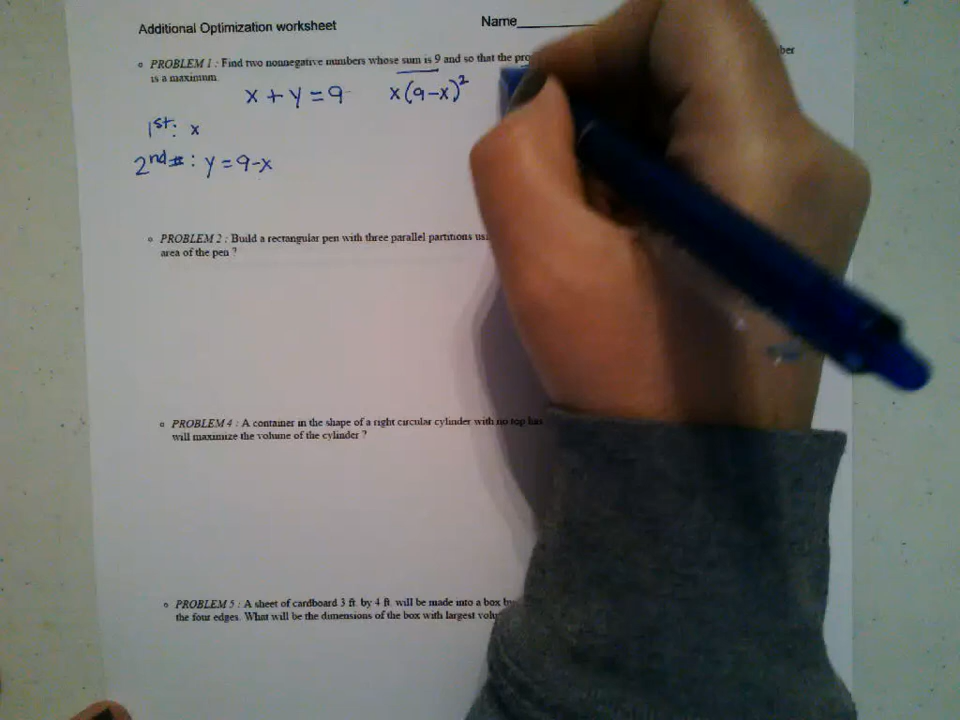 Additional Optimization worksheet Name
PROBLEM 1 : Find two nonnegative numbers whose sum is 9 and so that the
is a maximum.
x + y = 9 x(9-x)²
1st: x
2nd #: y = 9-x
PROBLEM 2 : Build a rectangular pen with three parallel partitions
area of the pen ?
PROBLEM 4 : A container in the shape of a right circular cylinder with no top has
will maximize the volume of the cylinder ?
PROBLEM 5 : A sheet of cardboard 3 ft. by 4 ft. will be made into a box
the four edges. What will be the dimensions of the box with largest